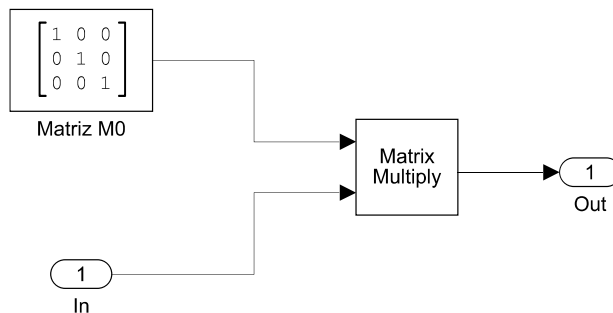 1 0 0
0 1 0
0 0 1
Matriz M0
Matrix
Multiply
1
Out
1
In